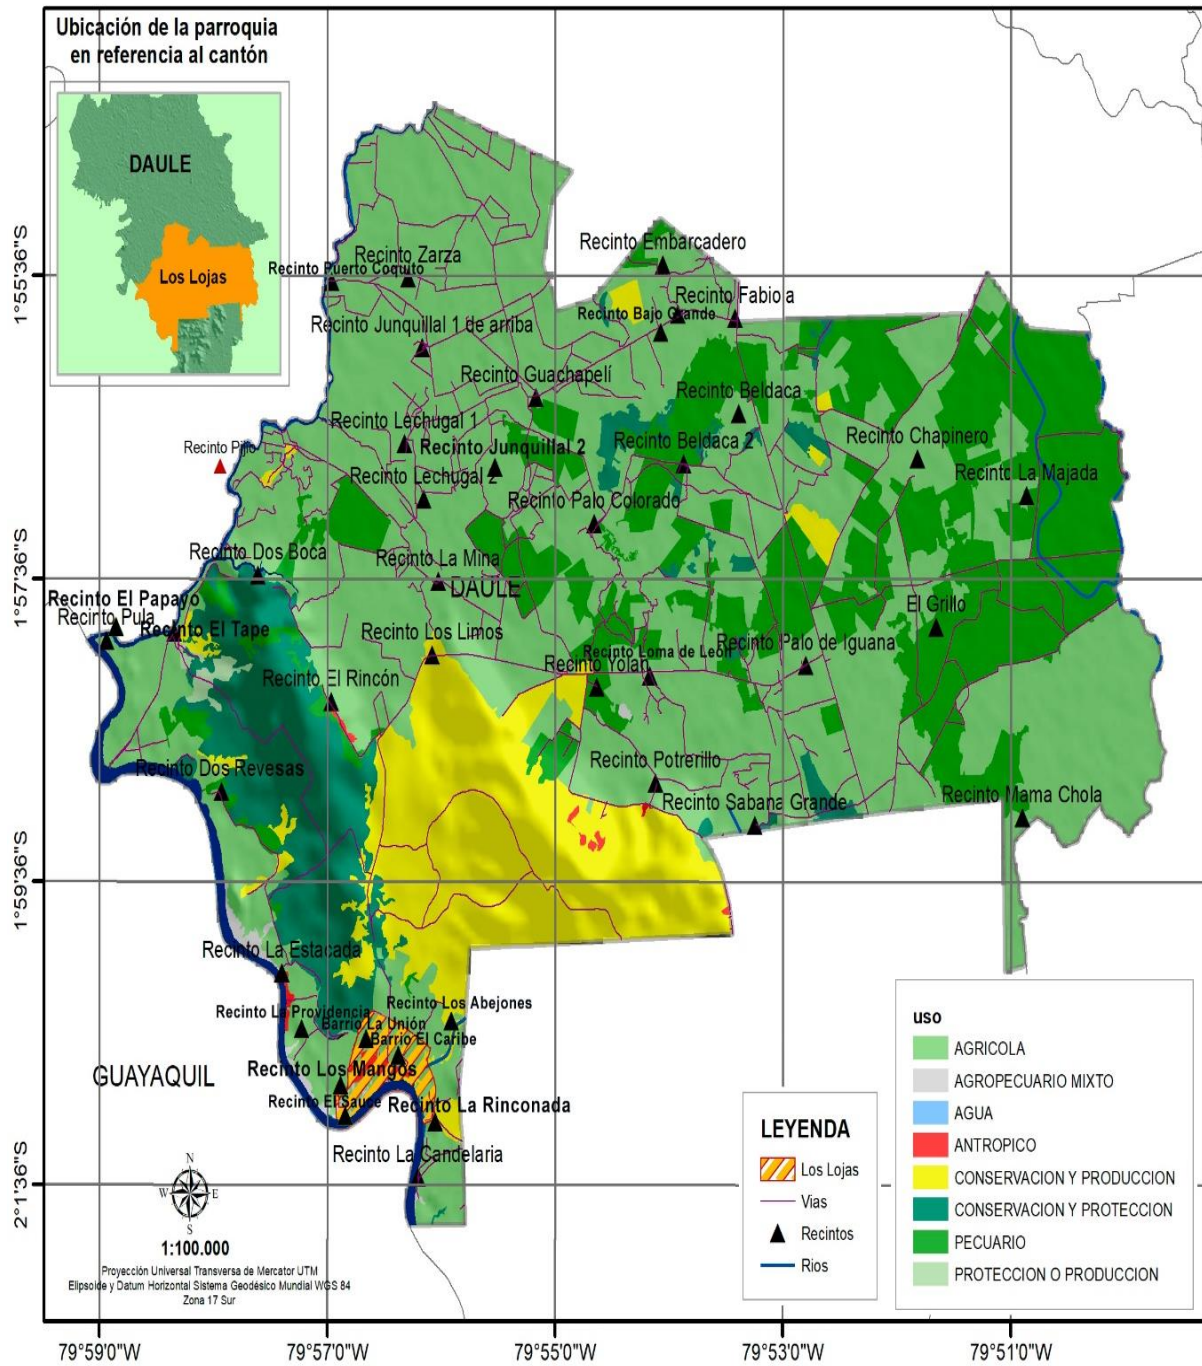 Ubicación de la parroquia
en referencia al cantón
DAULE
Los Lojas
1°55'36"S
1°57'36"S
1°59'36"S
2°1'36"S
Recinto Embarcadero
Recinto Zarza
Recinto Puerto Coquito
Recinto Fabiola
Recinto Bajo Grande
Recinto Junquillal 1 de arriba
Recinto Guachapelí
Recinto Beldaca
Recinto Lechugal 1
Recinto Junquillal 2
Recinto Beldaca 2
Recinto Chapinero
Recinto Pijio
Recinto Lechugal 2
Recinto La Majada
Recinto Palo Colorado
Recinto Dos Boca
Recinto La Mina
DAULE
Recinto El Papayo
Recinto Pula
Recinto El Tape
El Grillo
Recinto Los Limos
Recinto Loma de León
Recinto Palo de Iguana
Recinto Yolan
Recinto El Rincón
Recinto Dos Revesas
Recinto Potrerillo
Recinto Sabana Grande
Recinto Mama Chola
Recinto La Estacada
Recinto Los Abejones
Recinto La Providencia
Barrio La Unión
Barrio El Caribe
Recinto Los Mangos
GUAYAQUIL
Recinto El Sauce
Recinto La Rinconada
Recinto La Candelaria
N
W E
S
1:100.000
Proyección Universal Transversa de Mercator UTM
Elipsoide y Datum Horizontal Sistema Geodésico Mundial WGS 84
Zona 17 Sur
LEYENDA
Los Lojas
Vias
Recintos
Rios
uso
AGRICOLA
AGROPECUARIO MIXTO
AGUA
ANTROPICO
CONSERVACION Y PRODUCCION
CONSERVACION Y PROTECCION
PECUARIO
PROTECCION O PRODUCCION
79°59'0"W
79°57'0"W
79°55'0"W
79°53'0"W
79°51'0"W